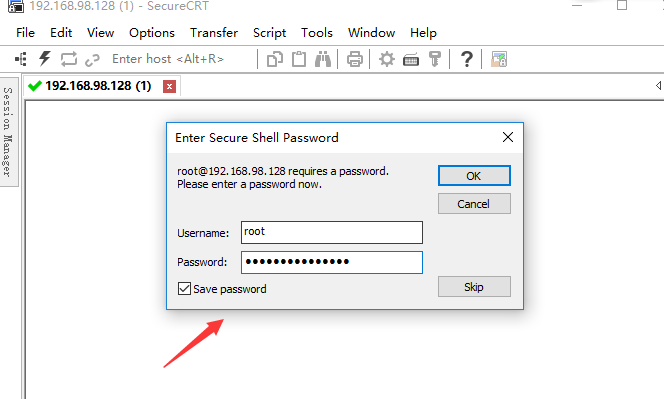 192.168.98.128 (1) - SecureCRT
File Edit View Options Transfer Script Tools Window Help
Enter host <Alt+R>
192.168.98.128 (1)
Session Manager
Enter Secure Shell Password
root@192.168.98.128 requires a password.
Please enter a password now.
OK
Cancel
Username: root
Password: ●●●●●●●●●●●●●●●
Save password
Skip